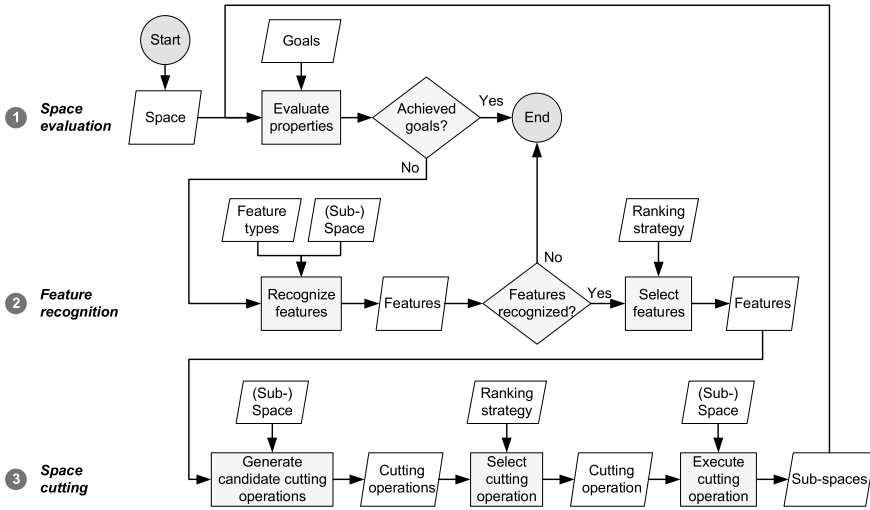 Start
Goals
1
Space
evaluation
Space
Evaluate
properties
Achieved
goals?
Yes
End
No
Feature
types
(Sub-)
Space
Ranking
strategy
No
2
Feature
recognition
Recognize
features
Features
Features
recognized?
Yes
Select
features
Features
(Sub-)
Space
Ranking
strategy
(Sub-)
Space
3
Space
cutting
Generate
candidate cutting
operations
Cutting
operations
Select
cutting
operation
Cutting
operation
Execute
cutting
operation
Sub-spaces